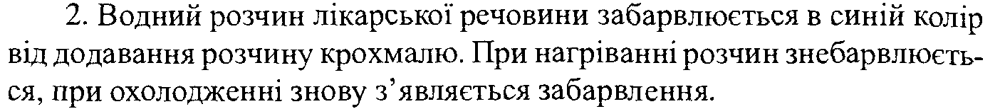 2. Водний розчин лікарської речовини забарвлюється в синій колір
від додавання розчину крохмалю. При нагріванні розчин знебарвлюєть-
ся, при охолодженні знову з’являється забарвлення.